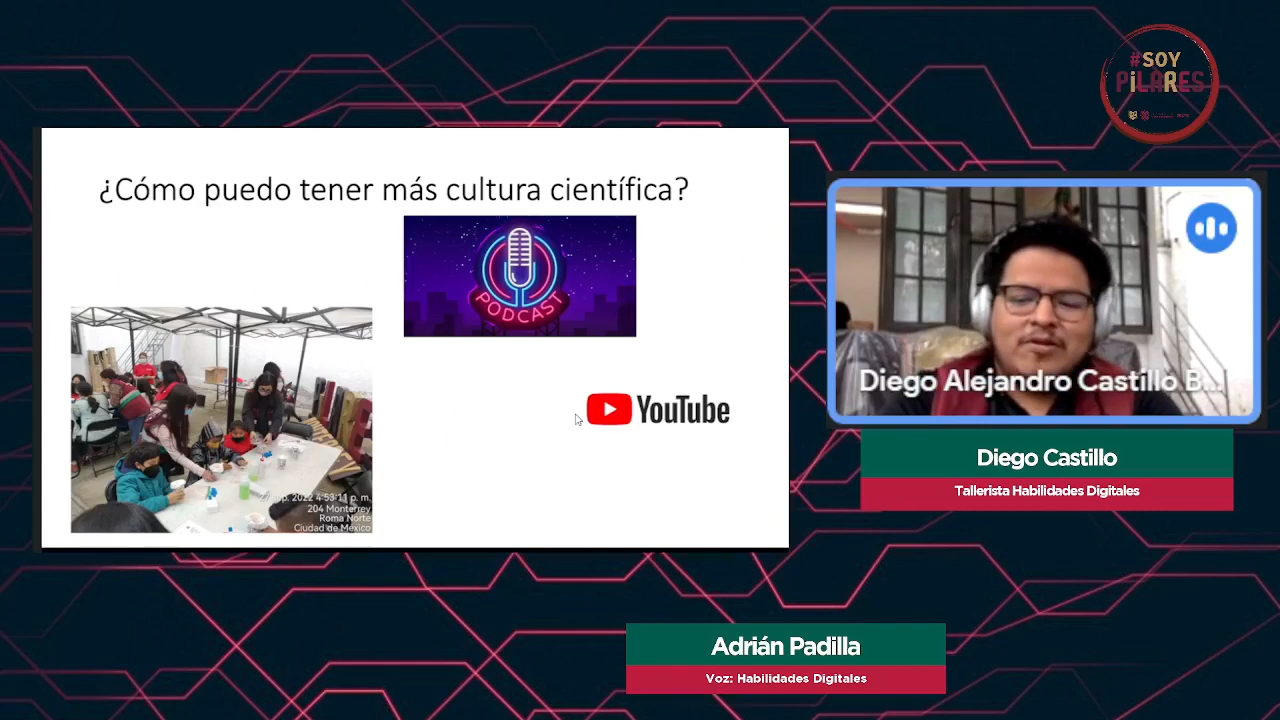 #SOY
PiLARES
¿Cómo puedo tener más cultura científica?
PODCAST
YouTube
2022 4:53:11 p. m.
204 Monterrey
Roma Norte
Ciudad de México
Diego Alejandro Castillo B...
Diego Castillo
Tallerista Habilidades Digitales
Adrián Padilla
Voz: Habilidades Digitales